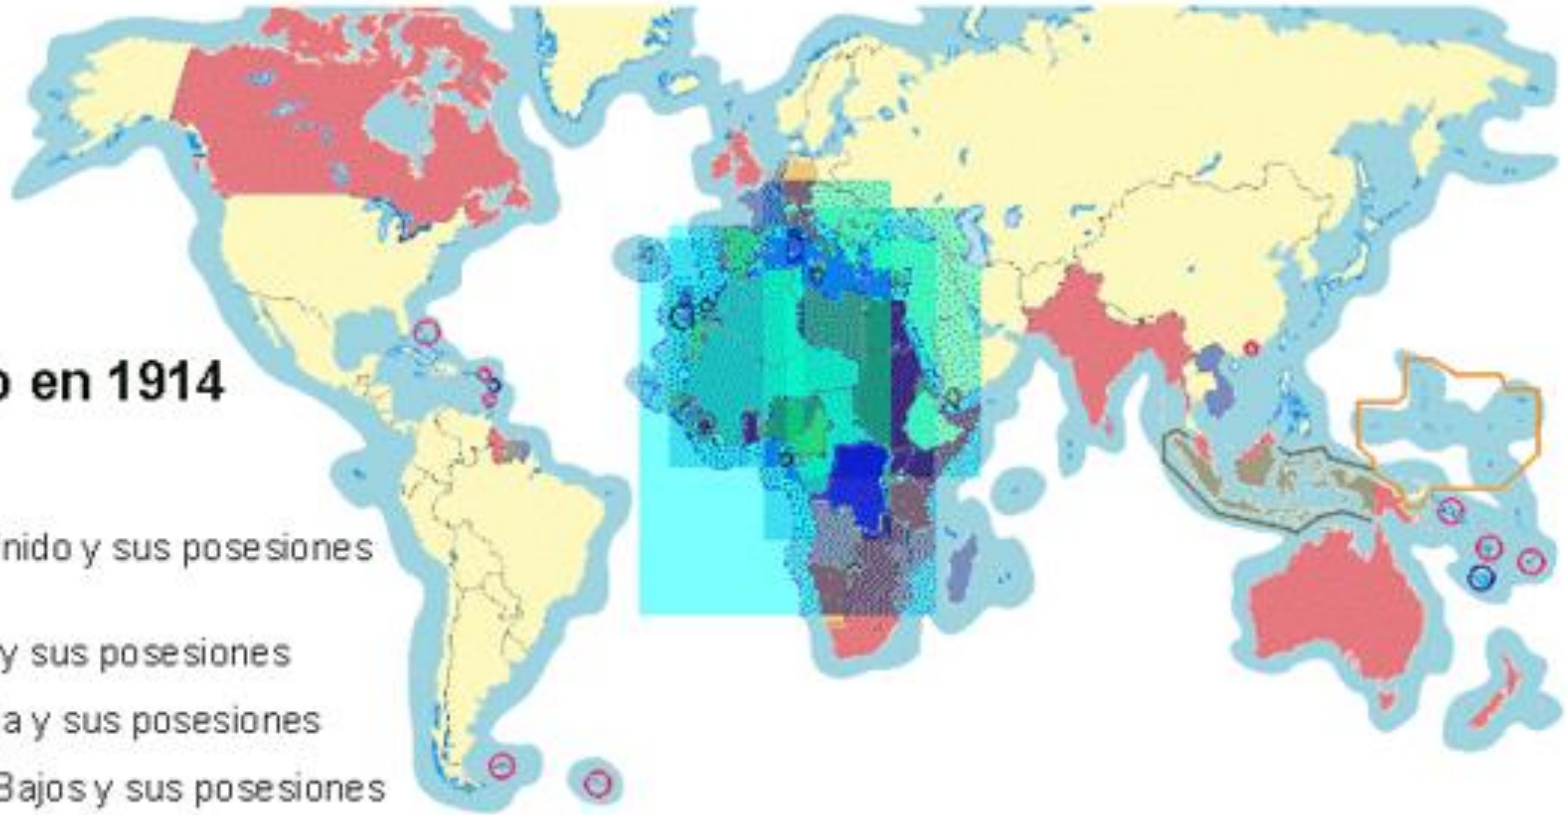 o en 1914
nido y sus posesiones
y sus posesiones
a y sus posesiones
Bajos y sus posesiones